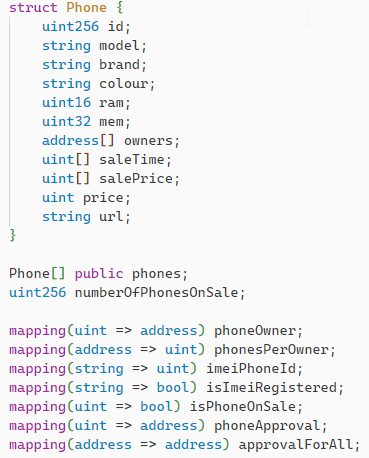 struct Phone {
    uint256 id;
    string model;
    string brand;
    string colour;
    uint16 ram;
    uint32 mem;
    address[] owners;
    uint[] saleTime;
    uint[] salePrice;
    uint price;
    string url;
}

Phone[] public phones;
uint256 numberOfPhonesOnSale;

mapping(uint => address) phoneOwner;
mapping(address => uint) phonesPerOwner;
mapping(string => uint) imeiPhoneId;
mapping(string => bool) isImeiRegistered;
mapping(uint => bool) isPhoneOnSale;
mapping(uint => address) phoneApproval;
mapping(address => address) approvalForAll;